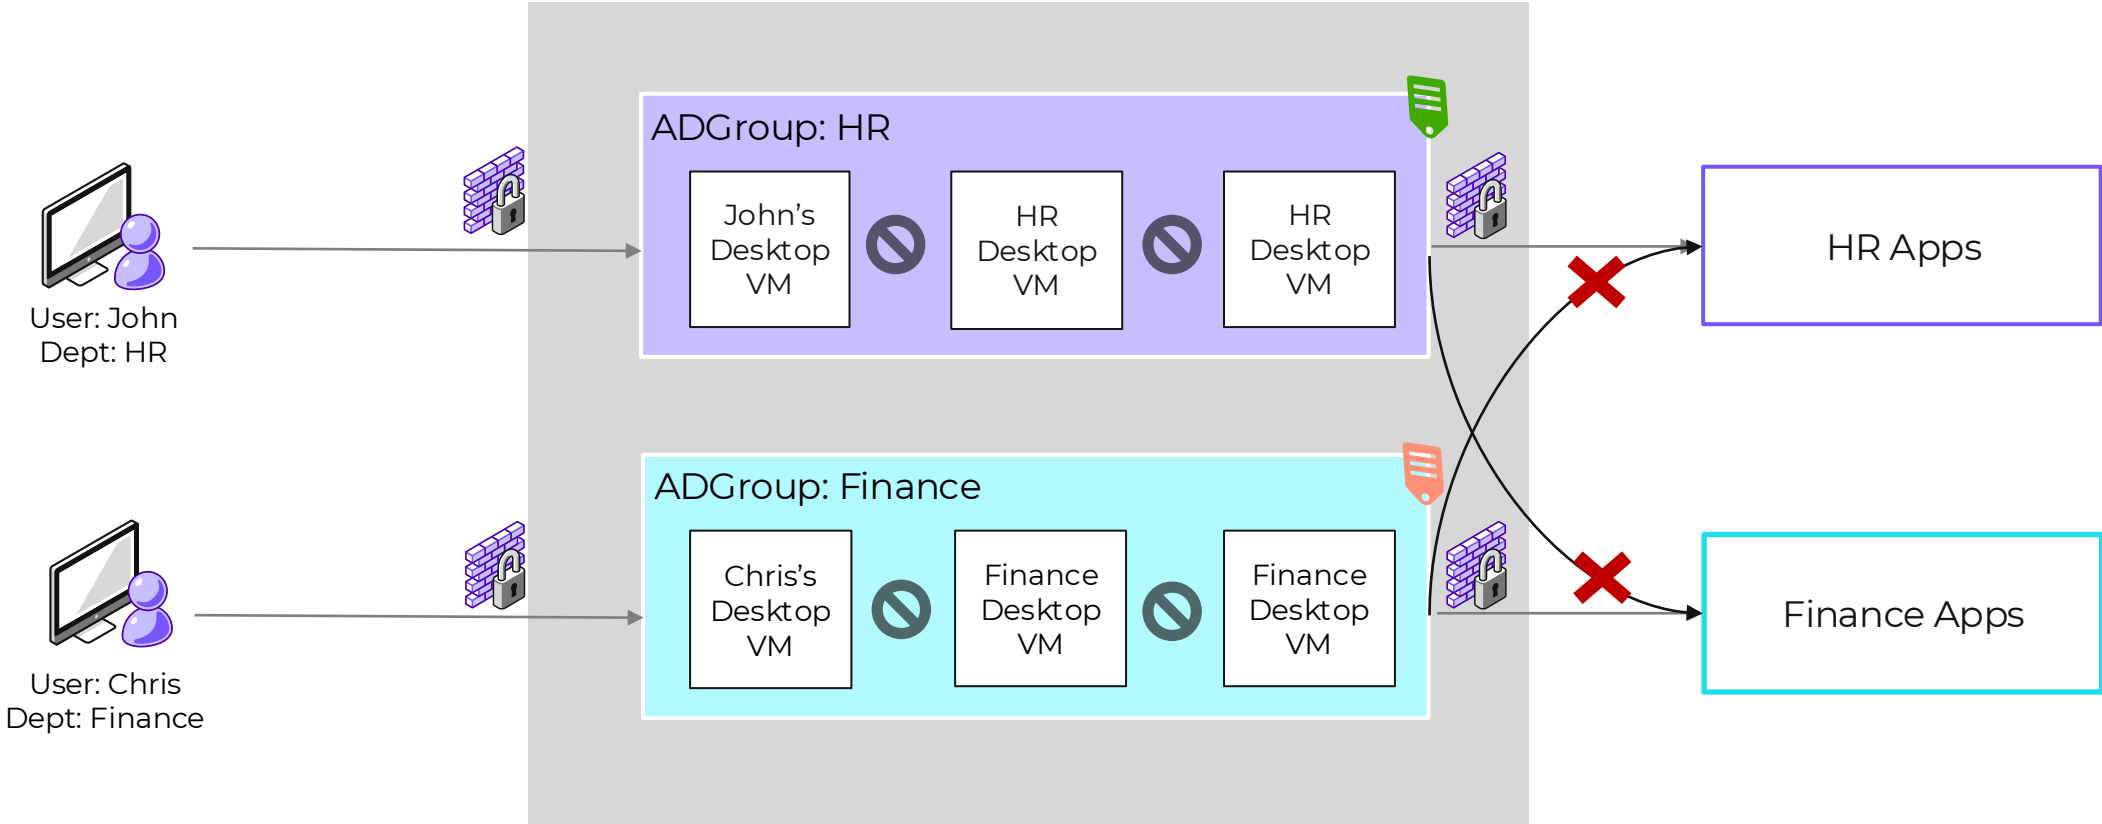 ADGroup: HR
John's
Desktop
VM
HR
Desktop
VM
HR
Desktop
VM
HR Apps
User: John
Dept: HR
ADGroup: Finance
Chris's
Desktop
VM
Finance
Desktop
VM
Finance
Desktop
VM
Finance Apps
User: Chris
Dept: Finance